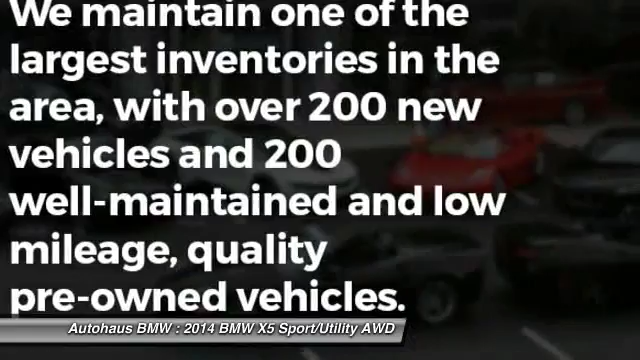 We maintain one of the
largest inventories in the
area, with over 200 new
vehicles and 200
well-maintained and low
mileage, quality
pre-owned vehicles.
Autohaus BMW : 2014 BMW X5 Sport/Utility AWD